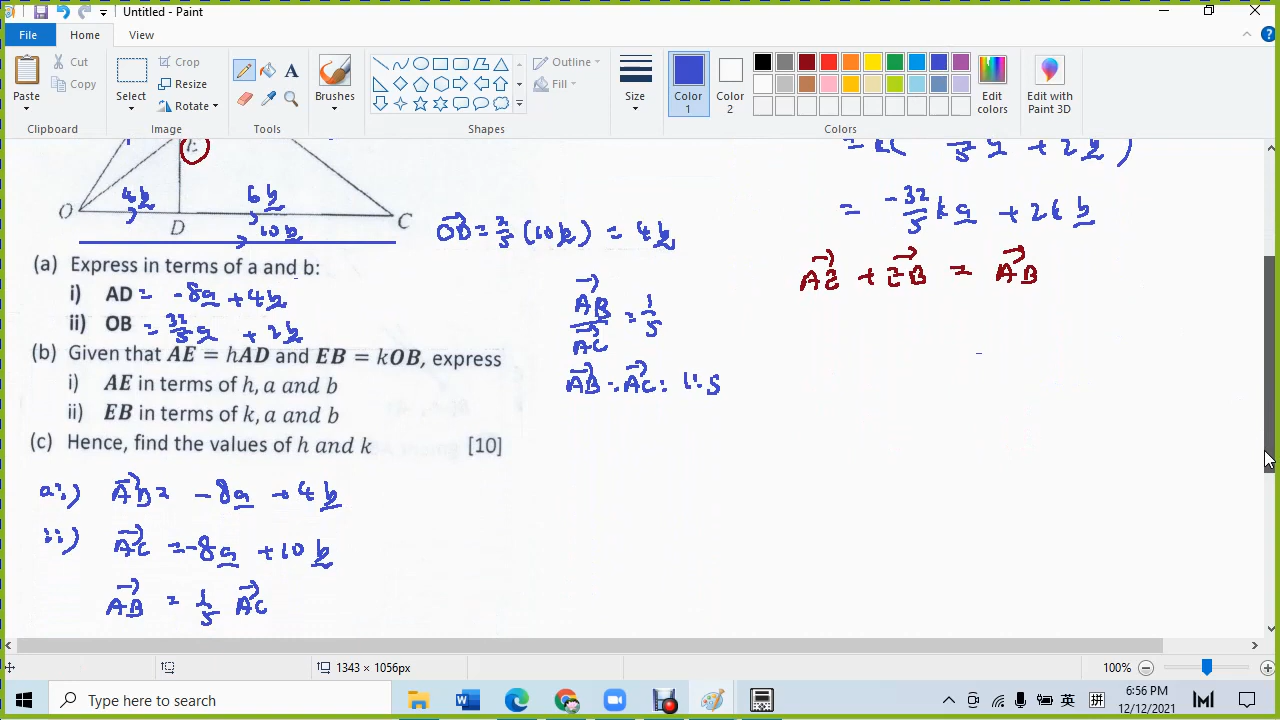 Untitled - Paint
File Home View
Paste
Cut
Copy
Clipboard
Select
Crop
Resize
Rotate
Image
Tools
Brushes
Shapes
Outline
Fill
Size
Color 1
Color 2
Edit colors
Colors
Edit with Paint 3D
E
4b 6b
O D C
10b
OD = 2/5 (10b) = 4b
(a) Express in terms of a and b:
i) AD = -8a + 4b
ii) OB = 32/5 a + 2b
(b) Given that AE = hAD and EB = kOB, express
i) AE in terms of h, a and b
ii) EB in terms of k, a and b
(c) Hence, find the values of h and k [10]
AB/AC = 1/5
AB : AC = 1:5
a i) AD = -8a + 4b
ii) AC = -8a + 10b
AB = 1/5 AC
= -32/5 ka + 2k b
AE + EB = AB
1343 × 1056px
100%
Type here to search
英
拼
6:56 PM
12/12/2021